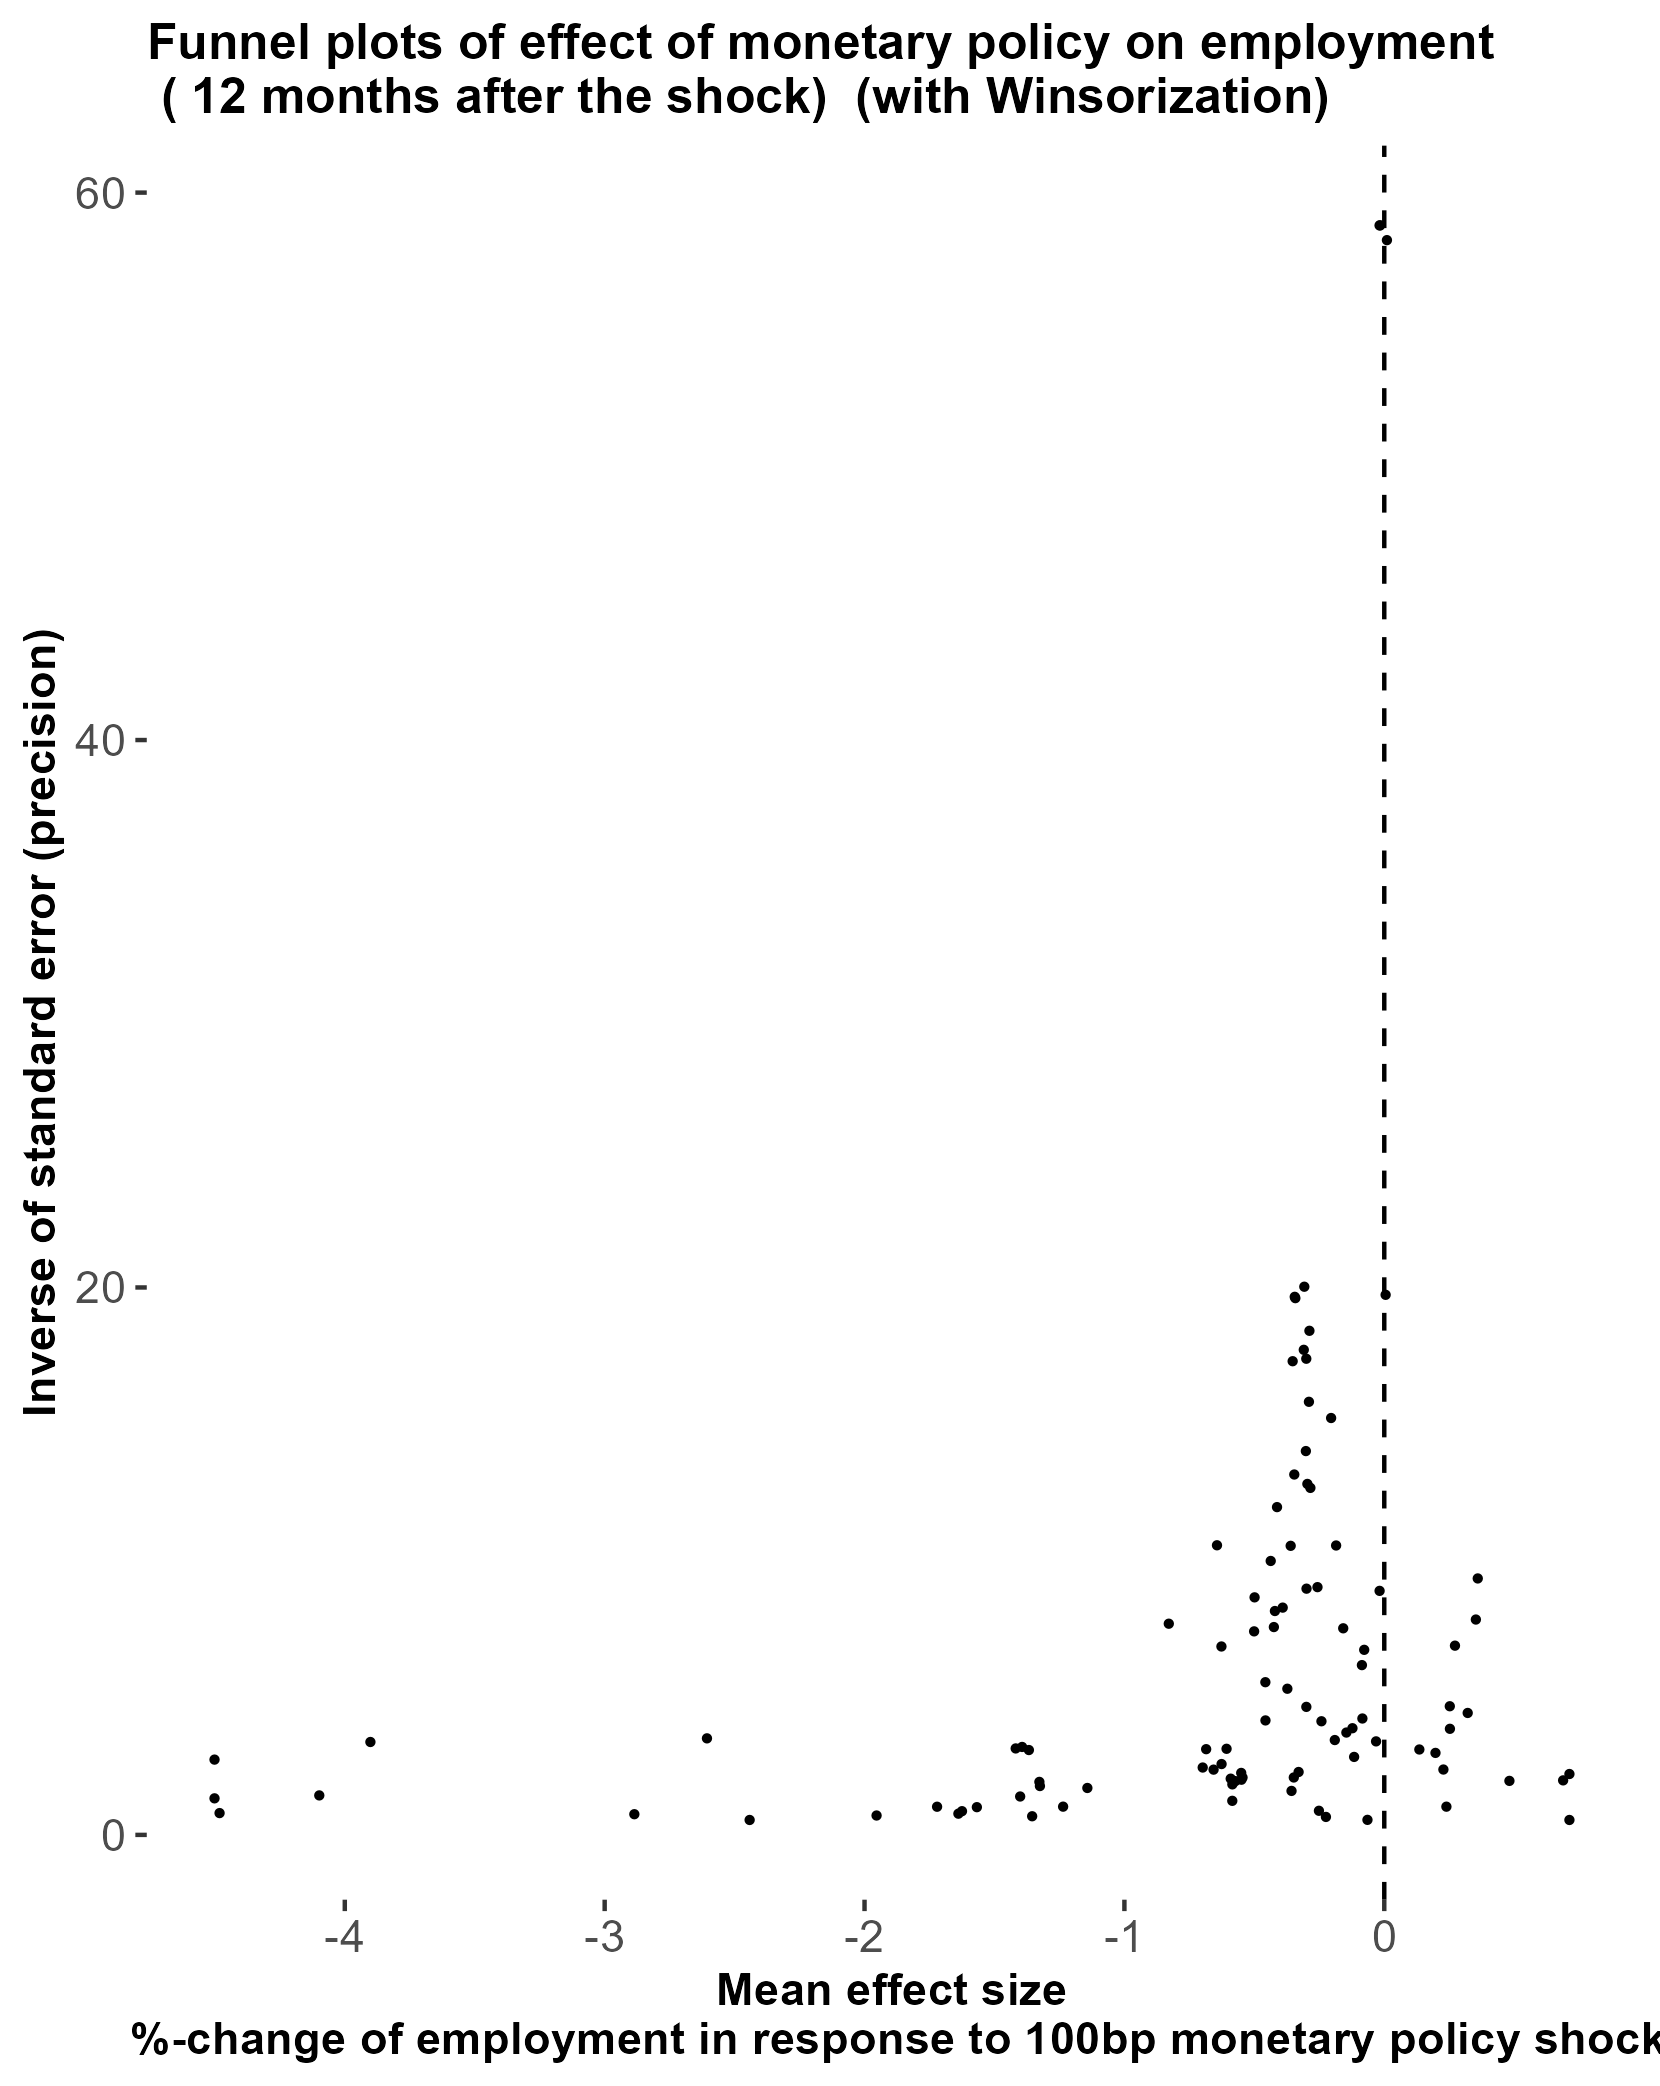 Funnel plots of effect of monetary policy on employment
( 12 months after the shock)  (with Winsorization)
60
40
20
0
Inverse of standard error (precision)
-4
-3
-2
-1
0
Mean effect size
%-change of employment in response to 100bp monetary policy shock